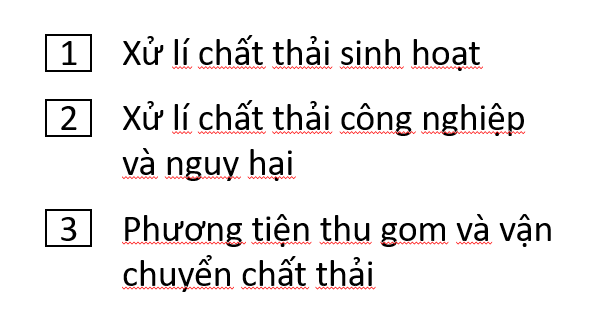 1 Xử lí chất thải sinh hoạt
2 Xử lí chất thải công nghiệp
và nguy hại
3 Phương tiện thu gom và vận
chuyển chất thải